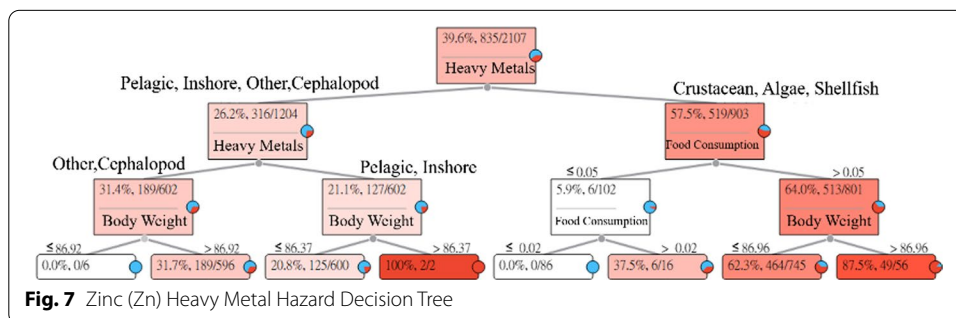 39.6%, 835/2107
Heavy Metals
Pelagic, Inshore, Other,Cephalopod
Crustacean, Algae, Shellfish
26.2%, 316/1204
Heavy Metals
57.5%, 519/903
Food Consumption
Other,Cephalopod
Pelagic, Inshore
≤ 0.05
> 0.05
31.4%, 189/602
Body Weight
21.1%, 127/602
Body Weight
5.9%, 6/102
Food Consumption
64.0%, 513/801
Body Weight
≤ 86.92
> 86.92
≤ 86.37
> 86.37
≤ 0.02
> 0.02
≤ 86.96
> 86.96
0.0%, 0/6
31.7%, 189/596
20.8%, 125/600
100%, 2/2
0.0%, 0/86
37.5%, 6/16
62.3%, 464/745
87.5%, 49/56
Fig. 7 Zinc (Zn) Heavy Metal Hazard Decision Tree